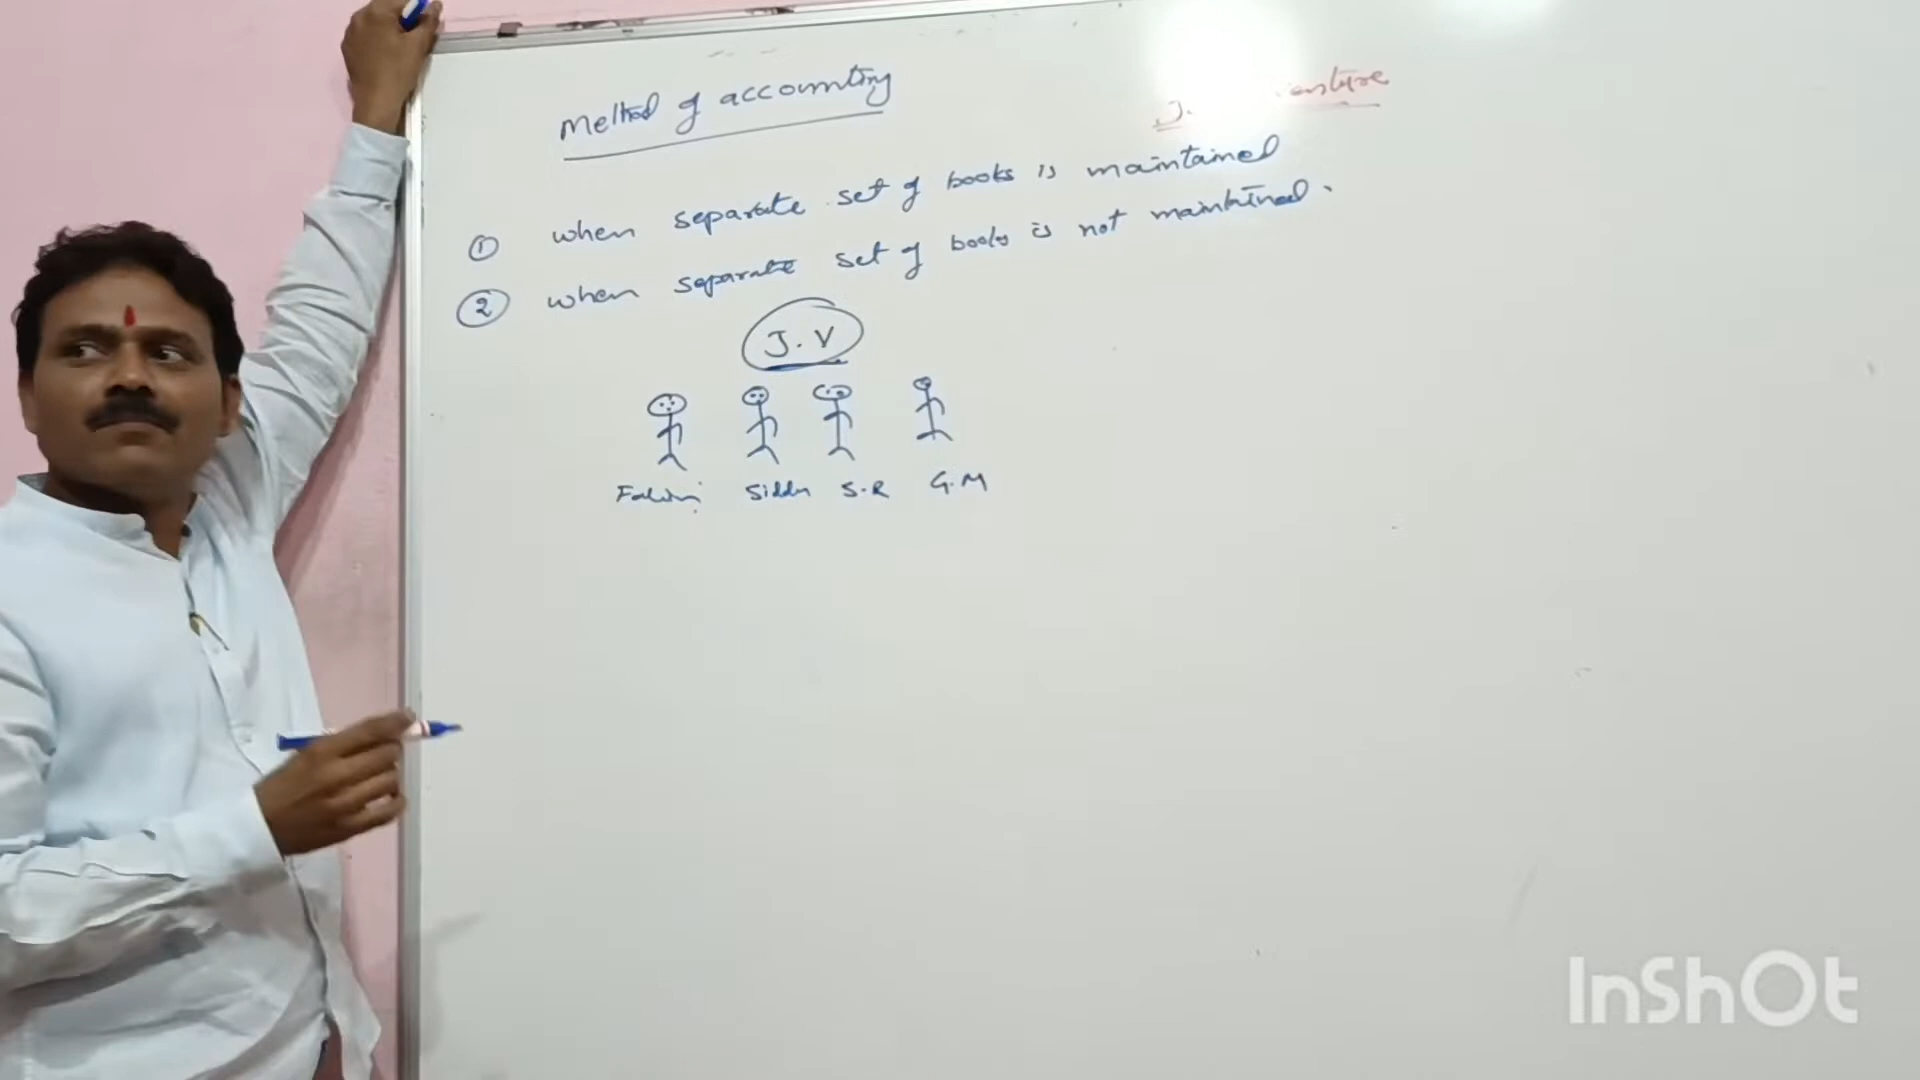 Method of accounting
J.
① when separate set of books is maintained
② when separate set of books is not maintained.
J.V
Siddu S.R G.M
InShOt